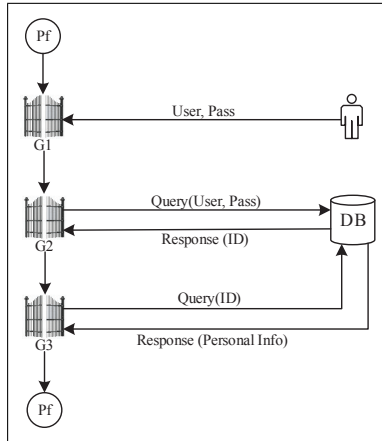 Pf
User, Pass
G1
Query(User, Pass)
DB
Response (ID)
G2
Query(ID)
Response (Personal Info)
G3
Pf